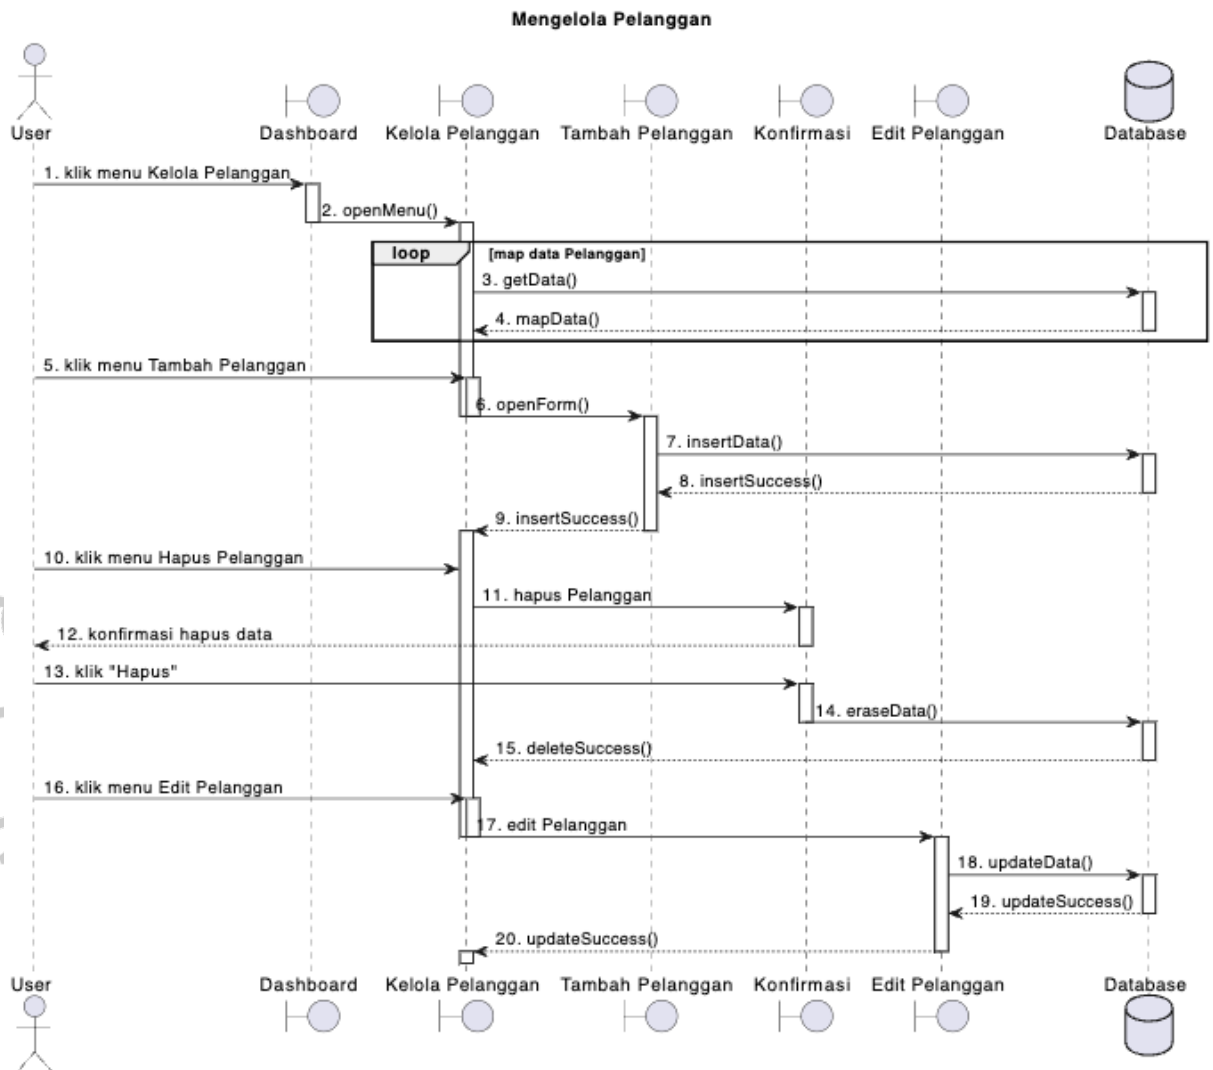 Mengelola Pelanggan
User Dashboard Kelola Pelanggan Tambah Pelanggan Konfirmasi Edit Pelanggan Database
1. klik menu Kelola Pelanggan
2. openMenu()
loop [map data Pelanggan]
3. getData()
4. mapData()
5. klik menu Tambah Pelanggan
6. openForm()
7. insertData()
8. insertSuccess()
9. insertSuccess()
10. klik menu Hapus Pelanggan
11. hapus Pelanggan
12. konfirmasi hapus data
13. klik "Hapus"
14. eraseData()
15. deleteSuccess()
16. klik menu Edit Pelanggan
17. edit Pelanggan
18. updateData()
19. updateSuccess()
20. updateSuccess()
User Dashboard Kelola Pelanggan Tambah Pelanggan Konfirmasi Edit Pelanggan Database